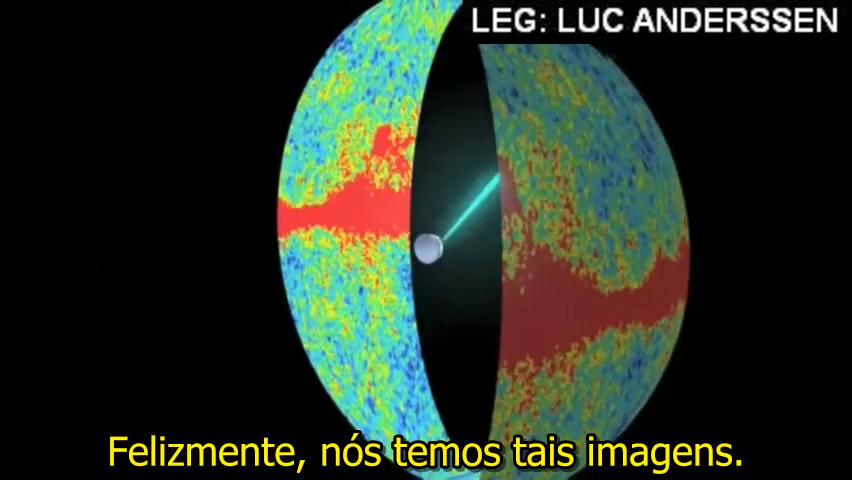 LEG: LUC ANDERSSEN
Felizmente, nós temos tais imagens.